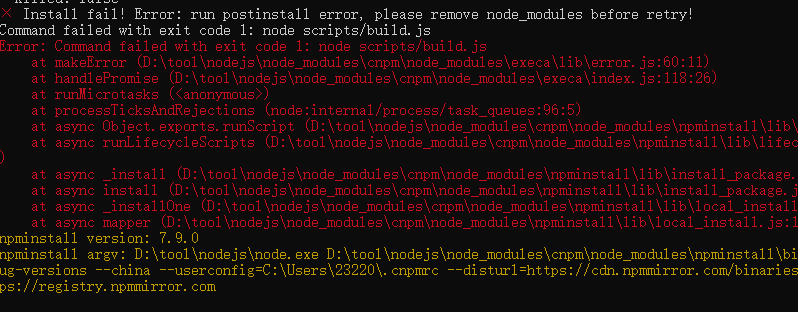 killed: false
× Install fail! Error: run postinstall error, please remove node_modules before retry!
Command failed with exit code 1: node scripts/build.js
Error: Command failed with exit code 1: node scripts/build.js
at makeError (D:\tool\nodejs\node_modules\cnpm\node_modules\execa\lib\error.js:60:11)
at handlePromise (D:\tool\nodejs\node_modules\cnpm\node_modules\execa\index.js:118:26)
at runMicrotasks (<anonymous>)
at processTicksAndRejections (node:internal/process/task_queues:96:5)
at async Object.exports.runScript (D:\tool\nodejs\node_modules\cnpm\node_modules\npminstall\lib\
at async runLifecycleScripts (D:\tool\nodejs\node_modules\cnpm\node_modules\npminstall\lib\lifec
)
at async _install (D:\tool\nodejs\node_modules\cnpm\node_modules\npminstall\lib\install_package.
at async install (D:\tool\nodejs\node_modules\cnpm\node_modules\npminstall\lib\install_package.j
at async _installOne (D:\tool\nodejs\node_modules\cnpm\node_modules\npminstall\lib\local_install
at async mapper (D:\tool\nodejs\node_modules\cnpm\node_modules\npminstall\lib\local_install.js:1
npminstall version: 7.9.0
npminstall argv: D:\tool\nodejs\node.exe D:\tool\nodejs\node_modules\cnpm\node_modules\npminstall\bi
ug-versions --china --userconfig=C:\Users\23220\.cnpmrc --disturl=https://cdn.npmmirror.com/binaries
ps://registry.npmmirror.com